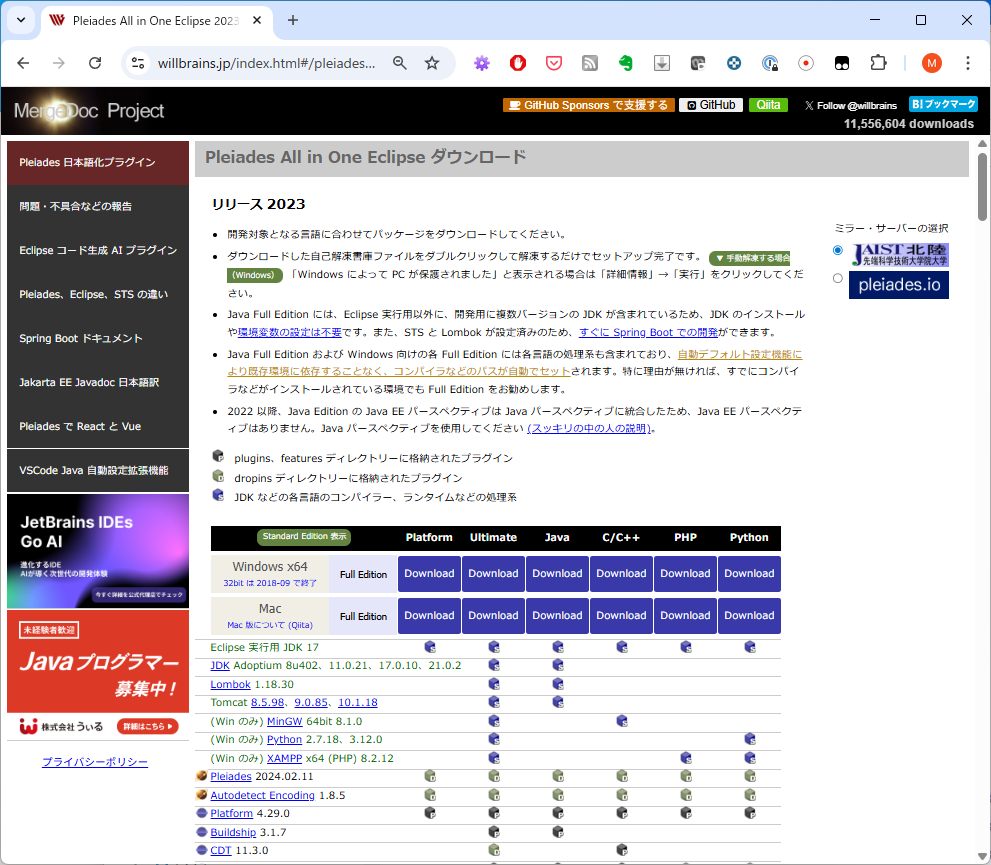 Pleiades All in One Eclipse 2023
willbrains.jp/index.html#/pleiades...
M
MergeDoc Project
GitHub Sponsors で支援する
GitHub
Qiita
Follow @willbrains
B! ブックマーク
11,556,604 downloads
Pleiades 日本語化プラグイン
問題・不具合などの報告
Eclipse コード生成 AI プラグイン
Pleiades、Eclipse、STS の違い
Spring Boot ドキュメント
Jakarta EE Javadoc 日本語訳
Pleiades で React と Vue
VSCode Java 自動設定拡張機能
JetBrains IDEs
Go AI
進化するIDE
AIが導く次世代の開発体験
今すぐ詳細を公式代理店でチェック
未経験者歓迎
Javaプログラマー
募集中！
株式会社ういる
詳細はこちら
プライバシーポリシー
Pleiades All in One Eclipse ダウンロード
リリース 2023
開発対象となる言語に合わせてパッケージをダウンロードしてください。
ダウンロードした自己解凍書庫ファイルをダブルクリックして解凍するだけでセットアップ完了です。 ▼ 手動解凍する場合
(Windows) 「Windows によって PC が保護されました」と表示される場合は「詳細情報」→「実行」をクリックしてくだ
さい。
Java Full Edition には、Eclipse 実行用以外に、開発用に複数バージョンの JDK が含まれているため、JDK のインストール
や環境変数の設定は不要です。また、STS と Lombok が設定済みのため、すぐに Spring Boot での開発ができます。
Java Full Edition および Windows 向けの各 Full Edition には各言語の処理系も含まれており、自動デフォルト設定機能に
より既存環境に依存することなく、コンパイラなどのパスが自動でセットされます。特に理由が無ければ、すでにコンパイ
ラなどがインストールされている環境でも Full Edition をお勧めします。
2022 以降、Java Edition の Java EE パースペクティブは Java パースペクティブに統合したため、Java EE パースペクテ
ィブはありません。Java パースペクティブを使用してください (スッキリの中の人の説明)。
plugins、features ディレクトリーに格納されたプラグイン
dropins ディレクトリーに格納されたプラグイン
JDK などの各言語のコンパイラー、ランタイムなどの処理系
ミラー・サーバーの選択
JAIST 北陸
先端科学技術大学院大学
pleiades.io
Standard Edition 表示 Platform Ultimate Java C/C++ PHP Python
Windows x64
32bit は 2018-09 で終了
Full Edition Download Download Download Download Download Download
Mac
Mac 版について (Qiita)
Full Edition Download Download Download Download Download Download
Eclipse 実行用 JDK 17
JDK Adoptium 8u402、11.0.21、17.0.10、21.0.2
Lombok 1.18.30
Tomcat 8.5.98、9.0.85、10.1.18
(Win のみ) MinGW 64bit 8.1.0
(Win のみ) Python 2.7.18、3.12.0
(Win のみ) XAMPP x64 (PHP) 8.2.12
Pleiades 2024.02.11
Autodetect Encoding 1.8.5
Platform 4.29.0
Buildship 3.1.7
CDT 11.3.0